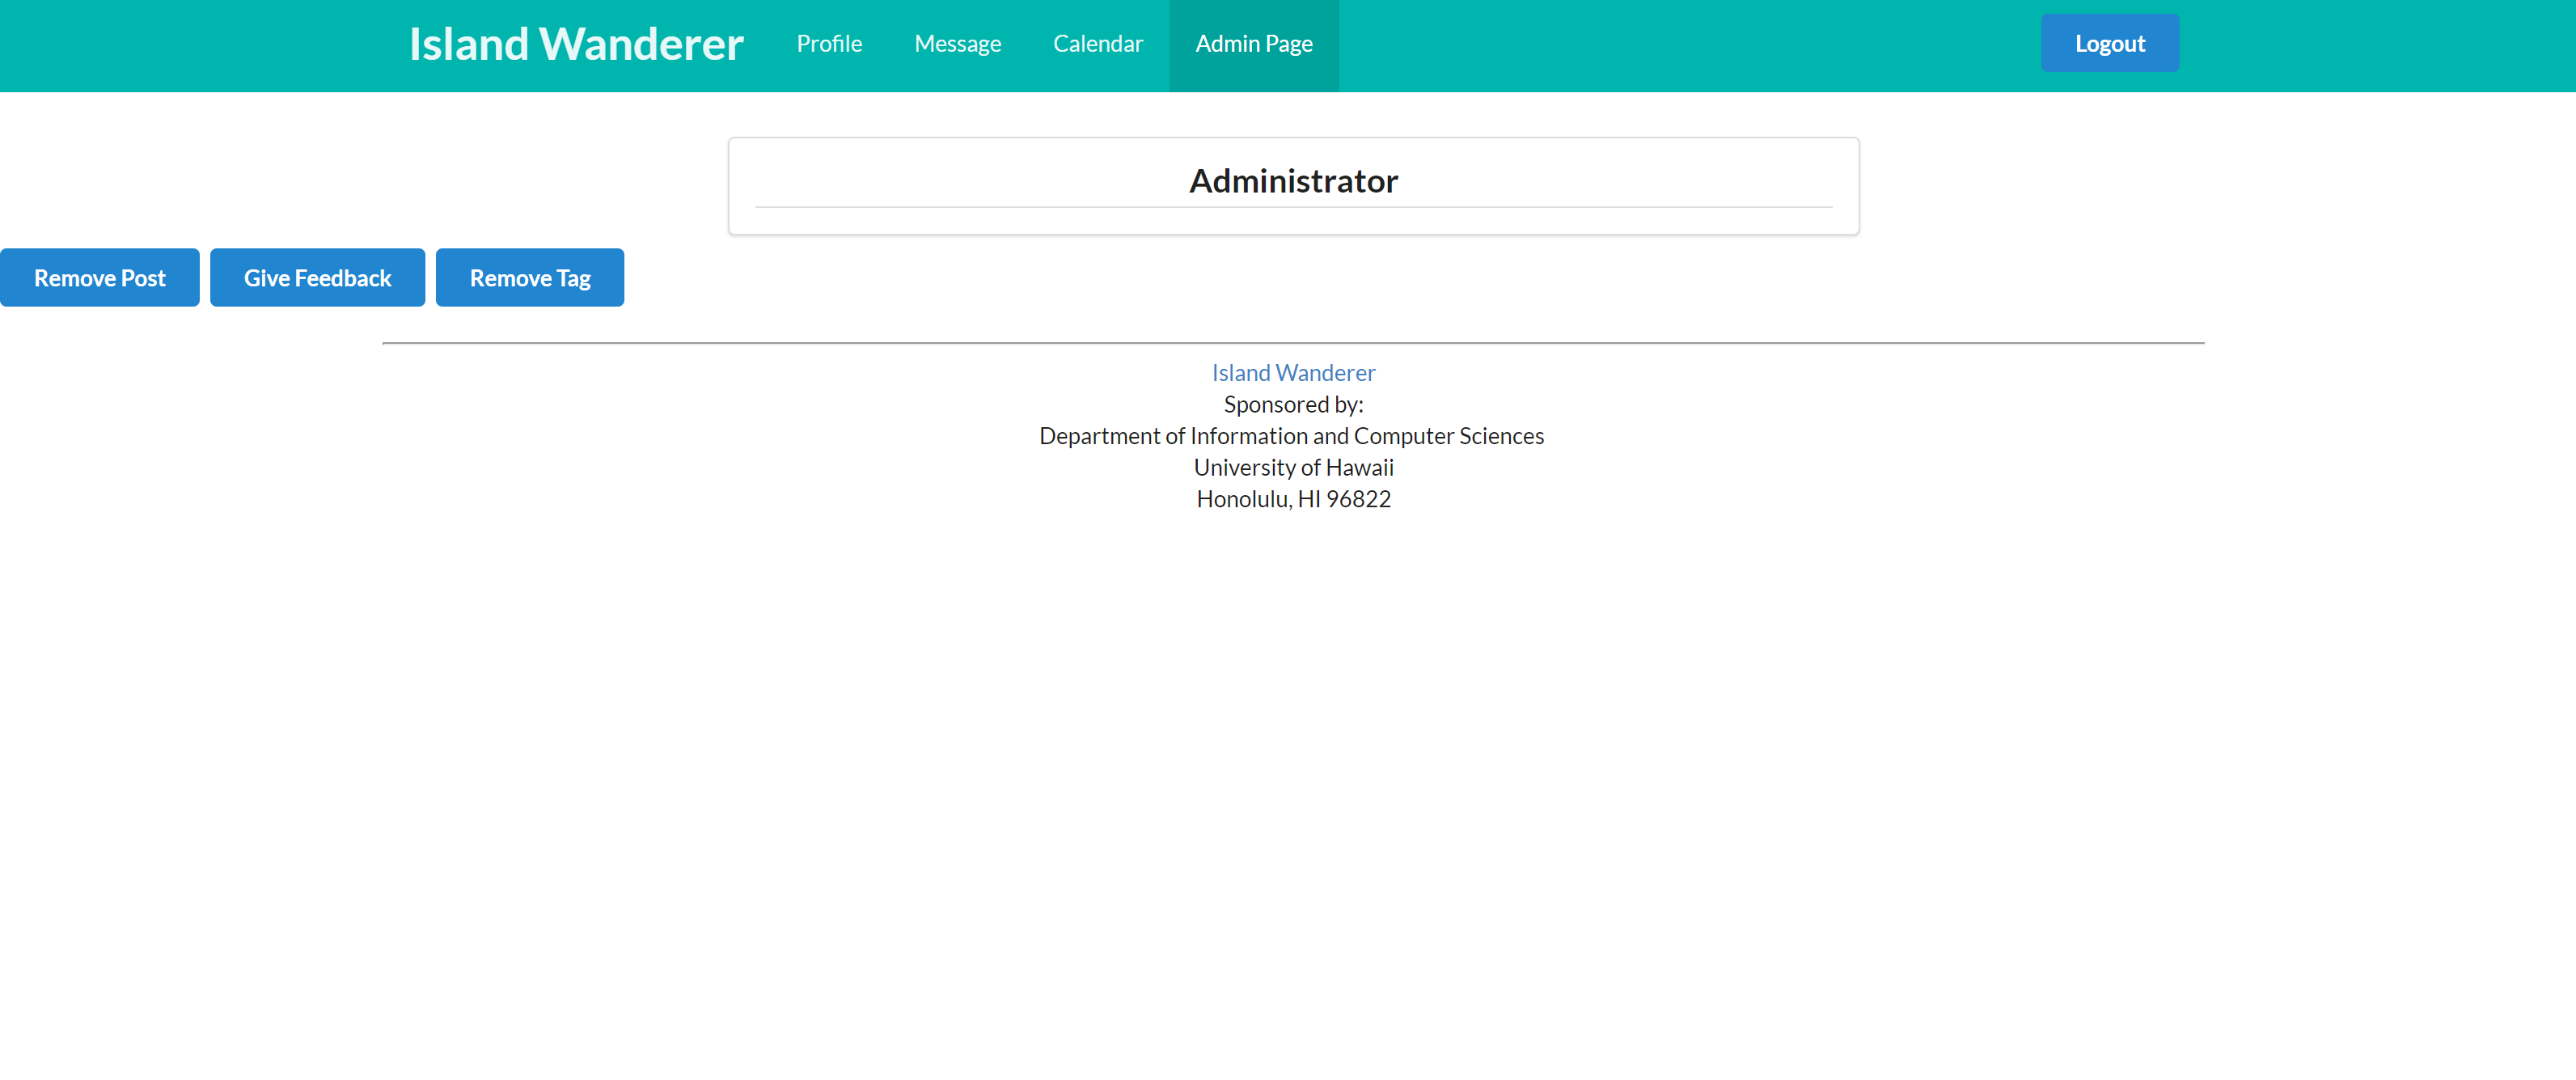 Island Wanderer Profile Message Calendar Admin Page Logout
Administrator
Remove Post Give Feedback Remove Tag
Island Wanderer
Sponsored by:
Department of Information and Computer Sciences
University of Hawaii
Honolulu, HI 96822